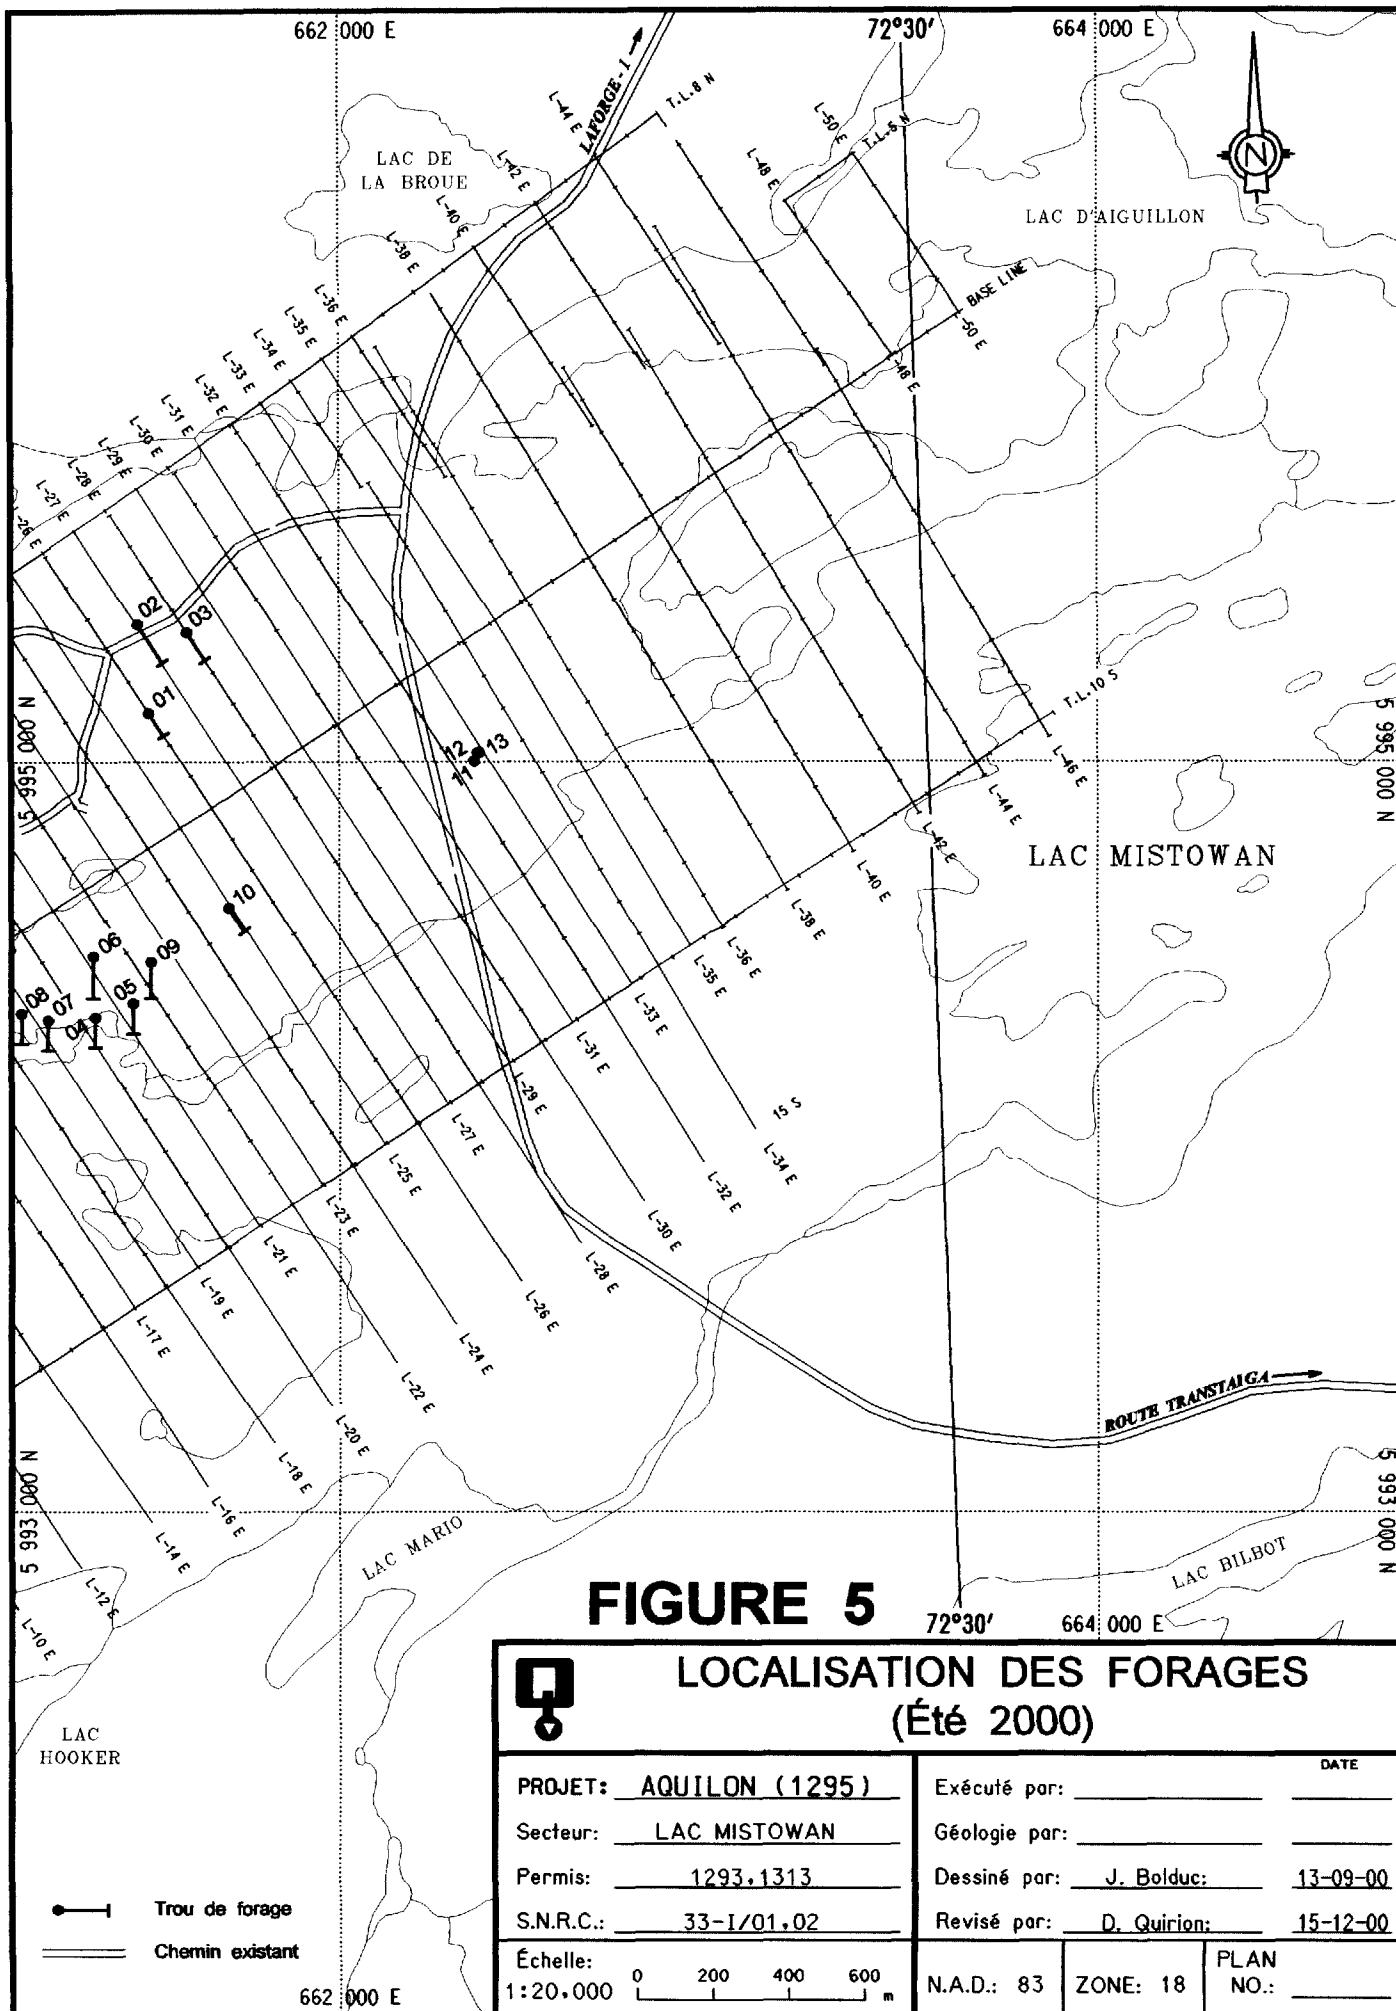 662 000 E
72°30'
664 000 E
LAFORGE-1
T.L.8 N
L-44 E
L-50 E
T.L.5 N
LAC DE
LA BROUE
L-42 E
L-48 E
N
L-40 E
LAC D'AIGUILLON
L-38 E
BASE LINE
L-36 E
L-50 E
L-35 E
L-34 E
L-48 E
L-33 E
L-32 E
L-31 E
L-30 E
L-29 E
L-28 E
L-27 E
L-26 E
02
03
01
T.L.10 S
5 995 000 N
5 995 000 N
12
13
11
L-46 E
L-44 E
L-42 E
LAC MISTOWAN
L-40 E
10
L-38 E
06
09
L-36 E
L-35 E
08
07
05
04
L-33 E
L-31 E
L-29 E
15 S
L-27 E
L-34 E
L-25 E
L-32 E
L-23 E
L-30 E
L-21 E
L-28 E
L-19 E
L-26 E
L-17 E
L-24 E
L-22 E
ROUTE TRANSTAIGA
L-20 E
L-18 E
L-16 E
5 993 000 N
5 993 000 N
L-14 E
LAC MARIO
LAC BILBOT
L-12 E
L-10 E
FIGURE 5
72°30'
664 000 E
LAC
HOOKER
LOCALISATION DES FORAGES
(Été 2000)
DATE
PROJET: AQUILON (1295)
Exécuté par:
Secteur: LAC MISTOWAN
Géologie par:
Permis: 1293,1313
Dessiné par: J. Bolduc: 13-09-00
S.N.R.C.: 33-I/01,02
Revisé par: D. Quirion: 15-12-00
Trou de forage
Chemin existant
Échelle:
1:20,000
0 200 400 600 m
N.A.D.: 83
ZONE: 18
PLAN
NO.:
662 000 E